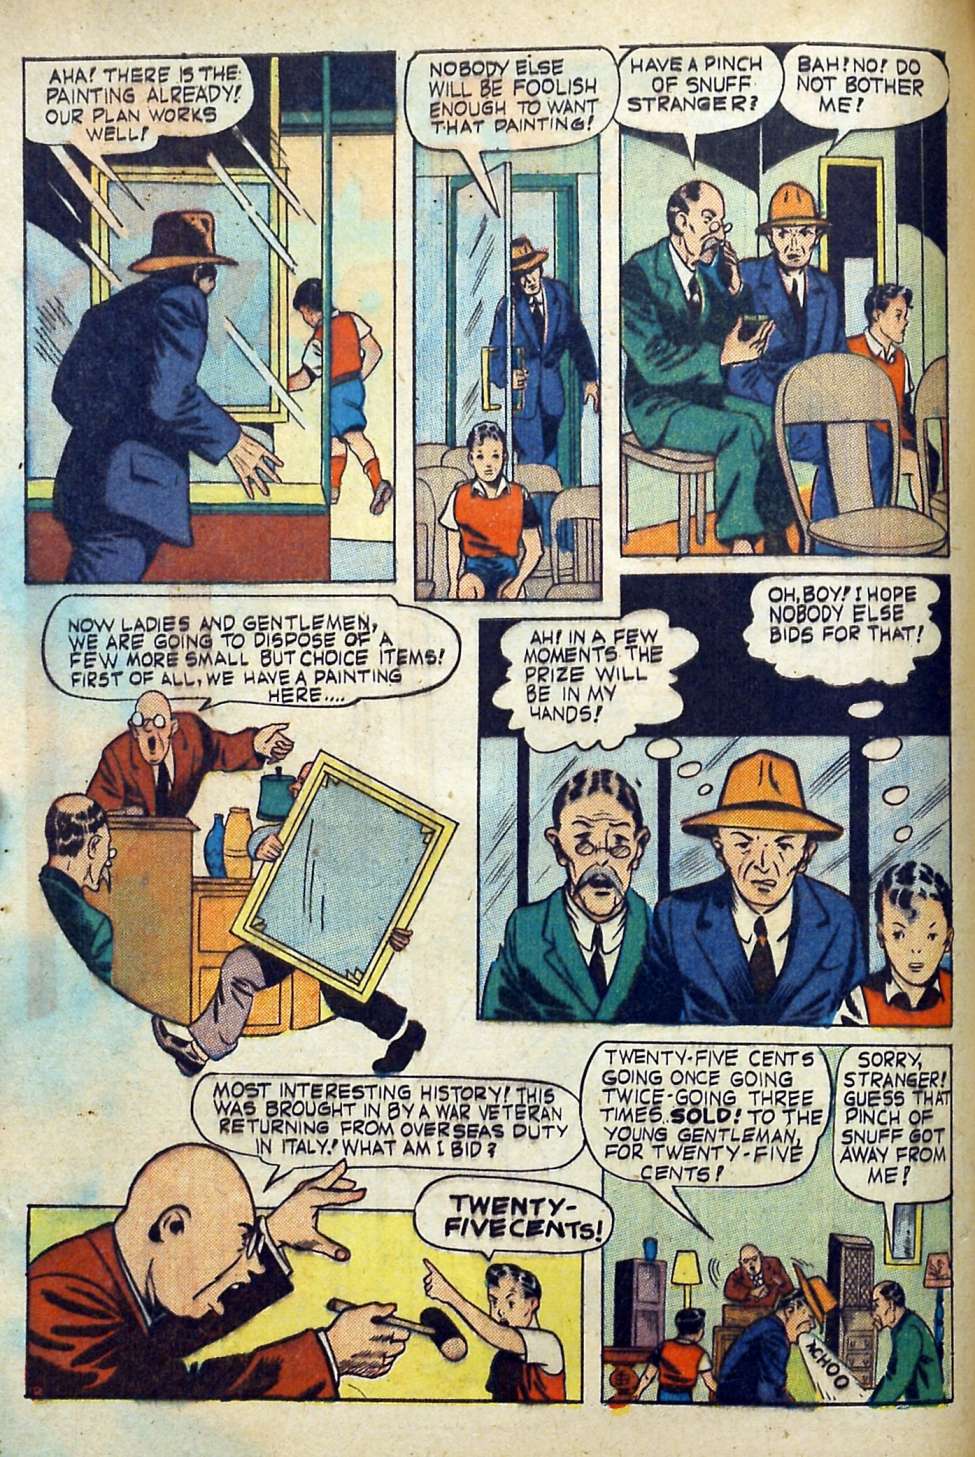 AHA! THERE IS THE
PAINTING ALREADY!
OUR PLAN WORKS
WELL!
NOBODY ELSE
WILL BE FOOLISH
ENOUGH TO WANT
THAT PAINTING!
HAVE A PINCH
OF SNUFF
STRANGER?
BAH! NO! DO
NOT BOTHER
ME!
NOW LADIES AND GENTLEMEN,
WE ARE GOING TO DISPOSE OF A
FEW MORE SMALL BUT CHOICE ITEMS!
FIRST OF ALL, WE HAVE A PAINTING
HERE....
AH! IN A FEW
MOMENTS THE
PRIZE WILL
BE IN MY
HANDS!
OH, BOY! I HOPE
NOBODY ELSE
BIDS FOR THAT!
MOST INTERESTING HISTORY! THIS
WAS BROUGHT IN BY A WAR VETERAN
RETURNING FROM OVERSEAS DUTY
IN ITALY! WHAT AM I BID?
TWENTY-
FIVE CENTS!
TWENTY-FIVE CENTS
GOING ONCE GOING
TWICE-GOING THREE
TIMES..SOLD! TO THE
YOUNG GENTLEMAN,
FOR TWENTY-FIVE
CENTS!
SORRY,
STRANGER!
GUESS THAT
PINCH OF
SNUFF GOT
AWAY FROM
ME!
ACHOO